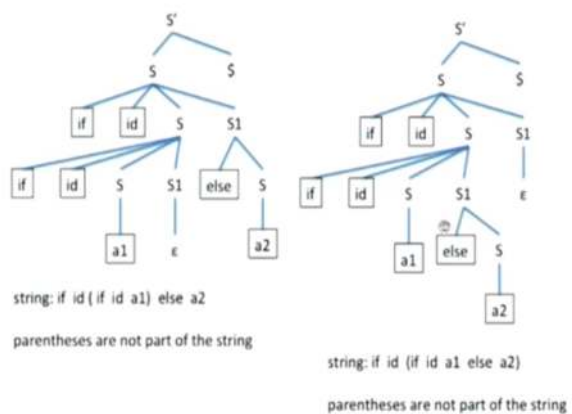 S'
S $
if id S S1
if id S S1 else S
a1 ε a2
string: if id ( if id a1) else a2
parentheses are not part of the string
S'
S $
if id S S1
if id S S1 ε
a1 else S
a2
string: if id (if id a1 else a2)
parentheses are not part of the string